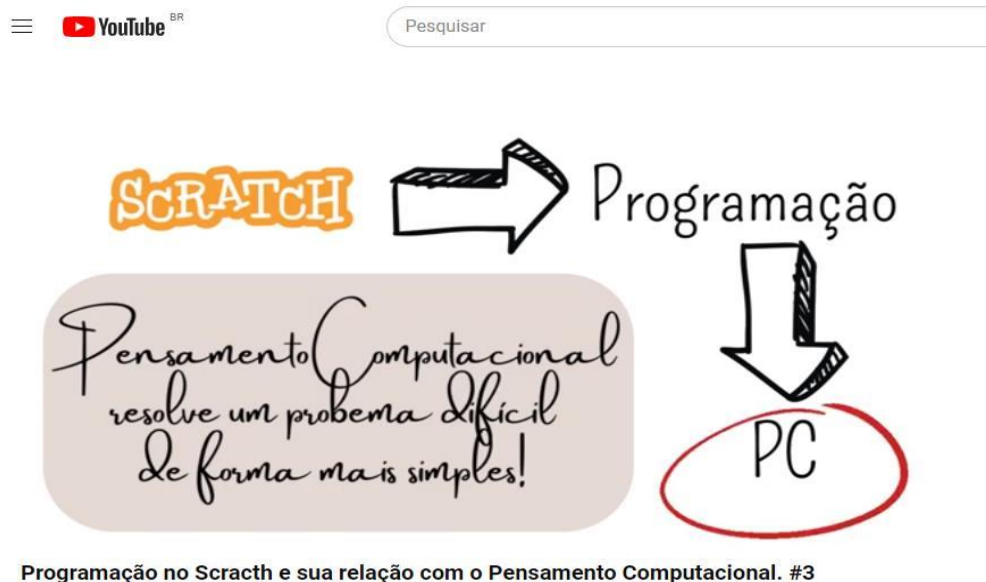 YouTube BR
Pesquisar
SCRATCH
Programação
Pensamento Computacional
resolve um probema difícil
de forma mais simples!
PC
Programação no Scracth e sua relação com o Pensamento Computacional. #3